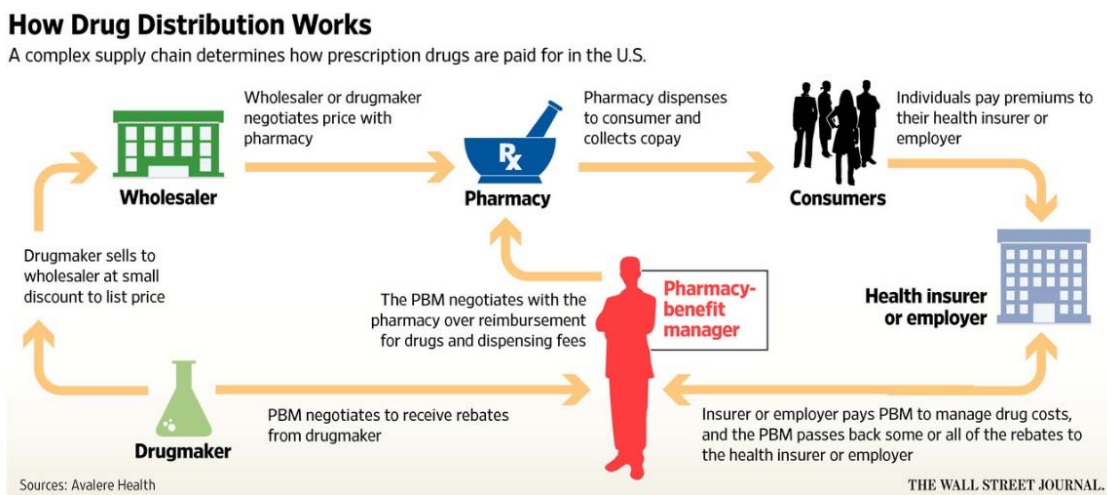 How Drug Distribution Works
A complex supply chain determines how prescription drugs are paid for in the U.S.
Wholesaler or drugmaker
negotiates price with
pharmacy
Pharmacy dispenses
to consumer and
collects copay
Individuals pay premiums to
their health insurer or
employer
Wholesaler
Rx
Pharmacy
Consumers
Drugmaker sells to
wholesaler at small
discount to list price
The PBM negotiates with the
pharmacy over reimbursement
for drugs and dispensing fees
Pharmacy-
benefit
manager
Health insurer
or employer
PBM negotiates to receive rebates
from drugmaker
Insurer or employer pays PBM to manage drug costs,
and the PBM passes back some or all of the rebates to
the health insurer or employer
Drugmaker
Sources: Avalere Health
THE WALL STREET JOURNAL.